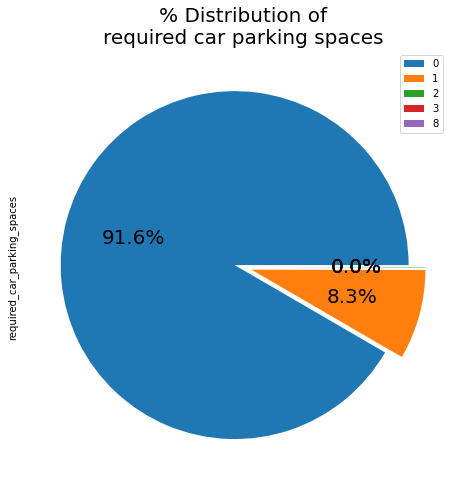 % Distribution of
required car parking spaces
0
1
2
3
8
required_car_parking_spaces
91.6%
0.0%
8.3%